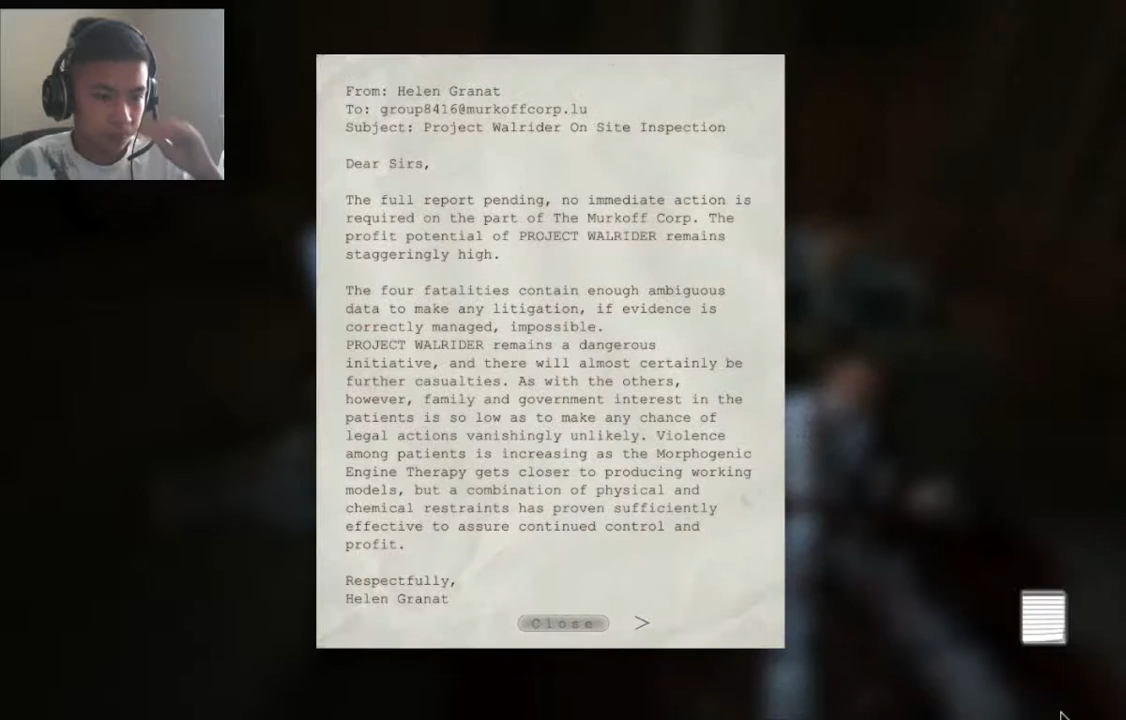 From: Helen Granat
To: group8416@murkoffcorp.lu
Subject: Project Walrider On Site Inspection
Dear Sirs,
The full report pending, no immediate action is
required on the part of The Murkoff Corp. The
profit potential of PROJECT WALRIDER remains
staggeringly high.
The four fatalities contain enough ambiguous
data to make any litigation, if evidence is
correctly managed, impossible.
PROJECT WALRIDER remains a dangerous
initiative, and there will almost certainly be
further casualties. As with the others,
however, family and government interest in the
patients is so low as to make any chance of
legal actions vanishingly unlikely. Violence
among patients is increasing as the Morphogenic
Engine Therapy gets closer to producing working
models, but a combination of physical and
chemical restraints has proven sufficiently
effective to assure continued control and
profit.
Respectfully,
Helen Granat
Close >